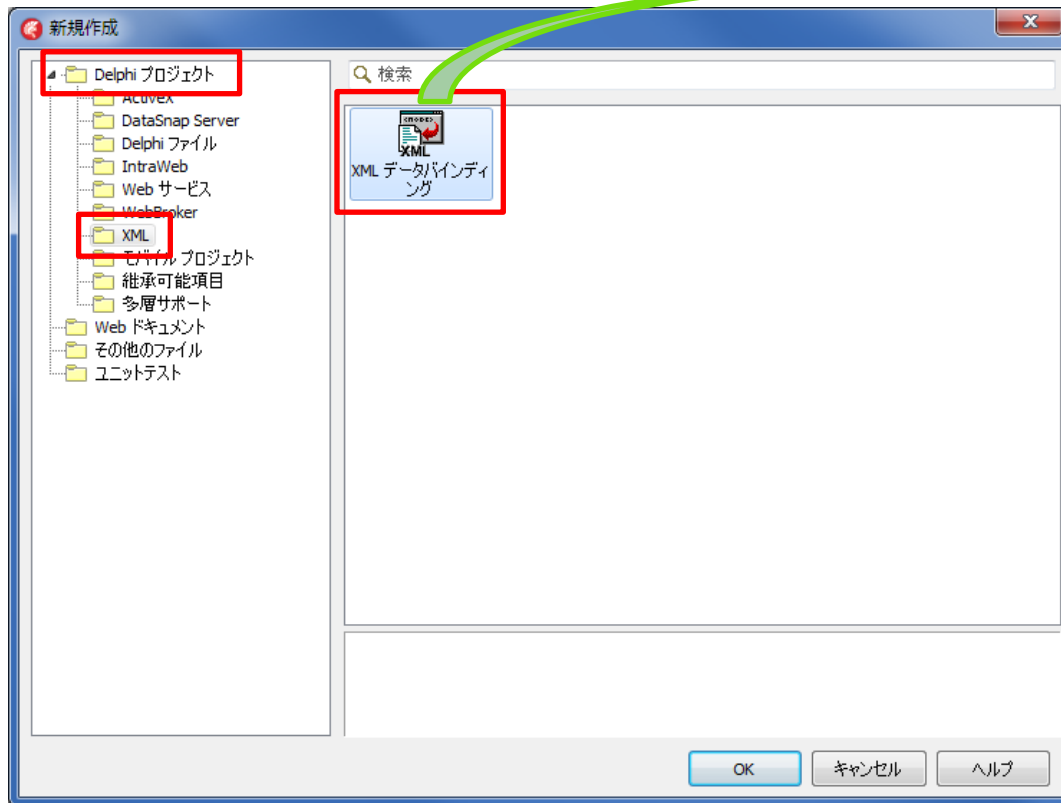 新規作成
Delphi プロジェクト
ActiveX
DataSnap Server
Delphi ファイル
IntraWeb
Web サービス
WebBroker
XML
モバイル プロジェクト
継承可能項目
多層サポート
Web ドキュメント
その他のファイル
ユニットテスト
検索
<NODE>
XML
XML データバインディ
ング
OK
キャンセル
ヘルプ